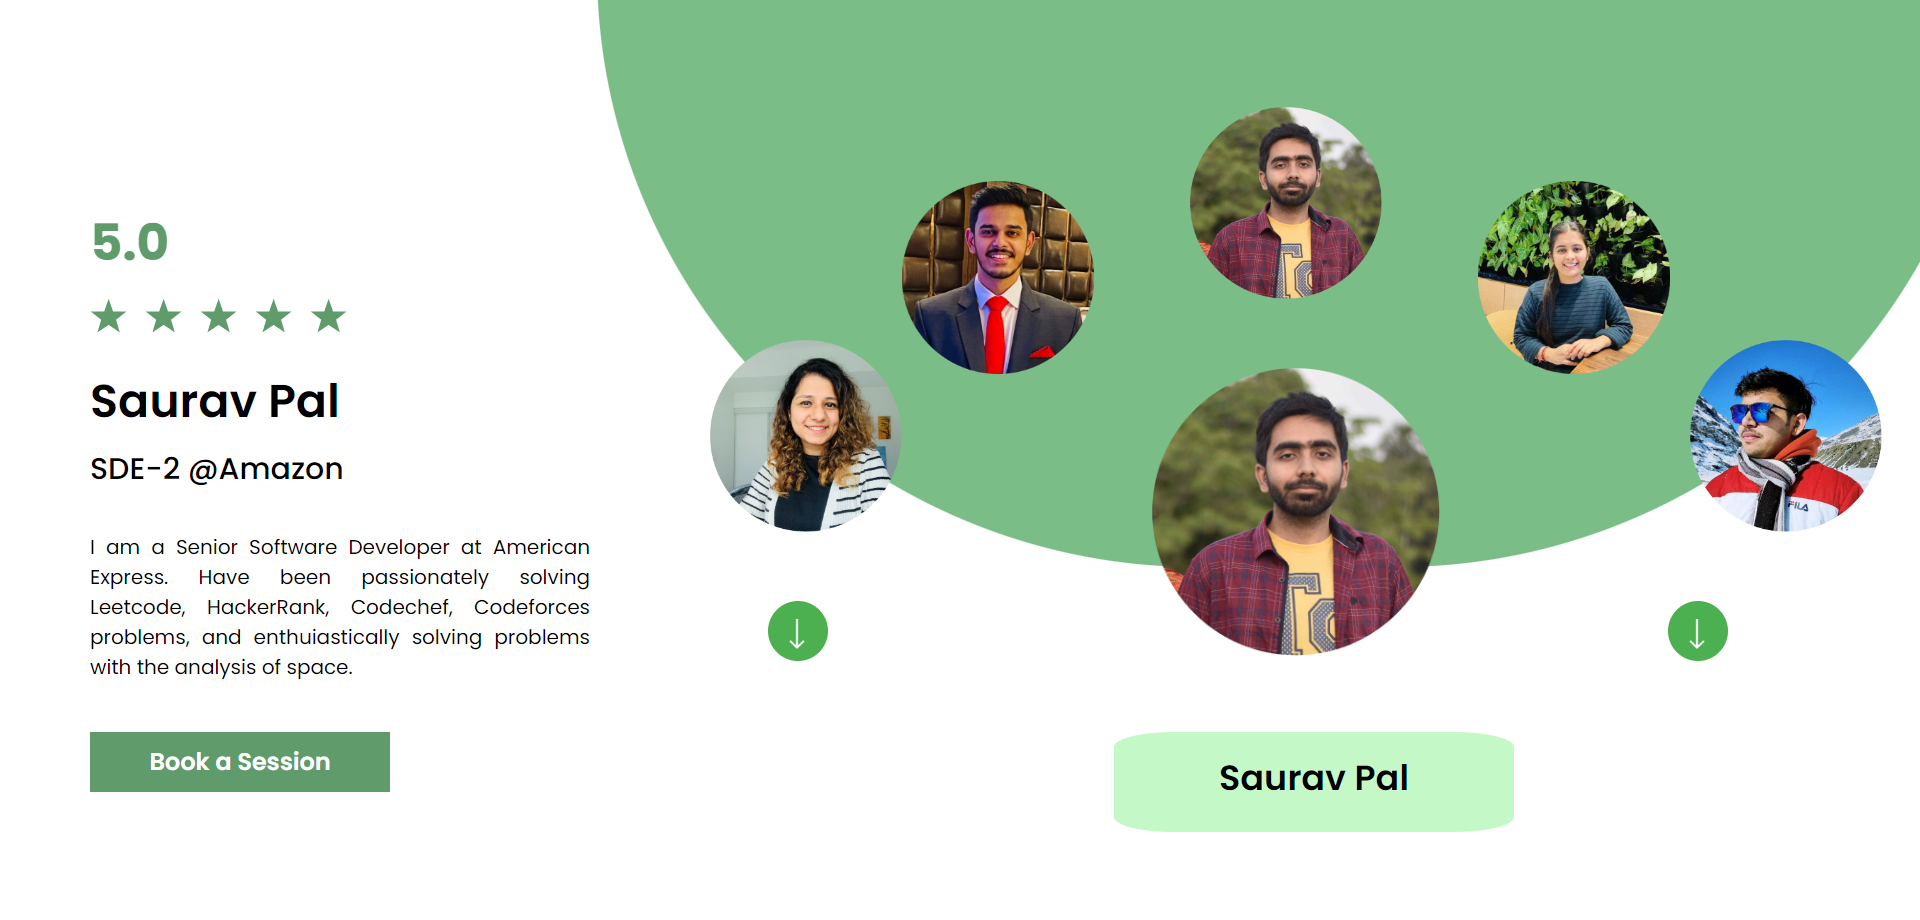 5.0
Saurav Pal
SDE-2 @Amazon
I am a Senior Software Developer at American
Express. Have been passionately solving
Leetcode, HackerRank, Codechef, Codeforces
problems, and enthuiastically solving problems
with the analysis of space.
Book a Session
FILA
Saurav Pal